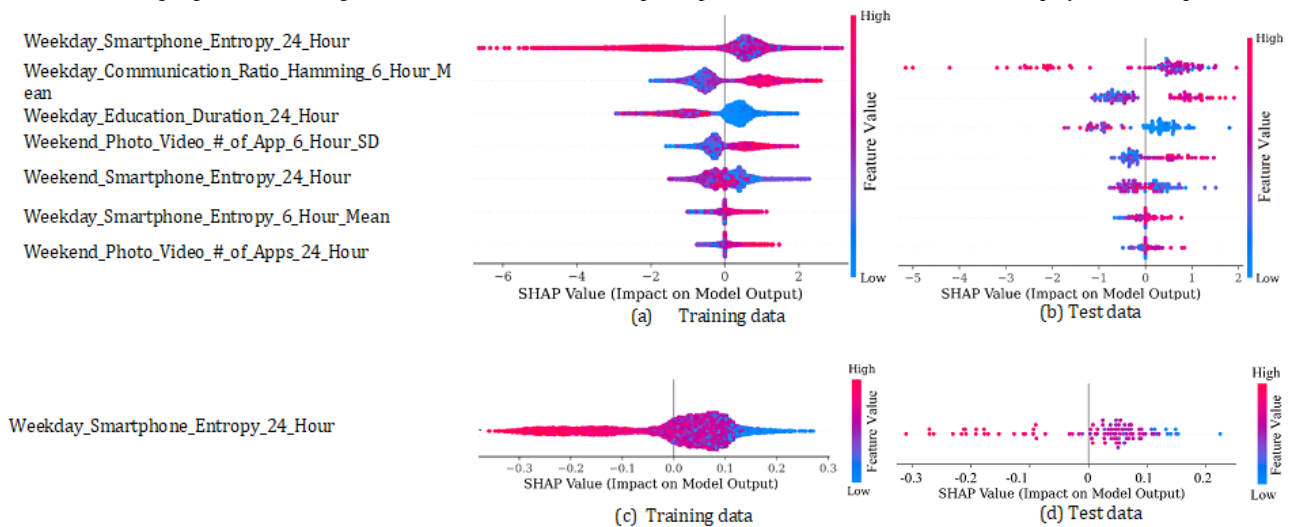 Weekday_Smartphone_Entropy_24_Hour
Weekday_Communication_Ratio_Hamming_6_Hour_M
ean
Weekday_Education_Duration_24_Hour
Weekend_Photo_Video_#_of_App_6_Hour_SD
Weekend_Smartphone_Entropy_24_Hour
Weekday_Smartphone_Entropy_6_Hour_Mean
Weekend_Photo_Video_#_of_Apps_24_Hour
High
Feature Value
Low
−6 −4 −2 0 2
SHAP Value (Impact on Model Output)
(a) Training data
High
Feature Value
Low
−5 −4 −3 −2 −1 0 1 2
SHAP Value (Impact on Model Output)
(b) Test data
Weekday_Smartphone_Entropy_24_Hour
High
Feature Value
Low
−0.3 −0.2 −0.1 0.0 0.1 0.2 0.3
SHAP Value (Impact on Model Output)
(c) Training data
High
Feature Value
Low
-0.3 -0.2 -0.1 0 0.1 0.2
SHAP Value (Impact on Model Output)
(d) Test data